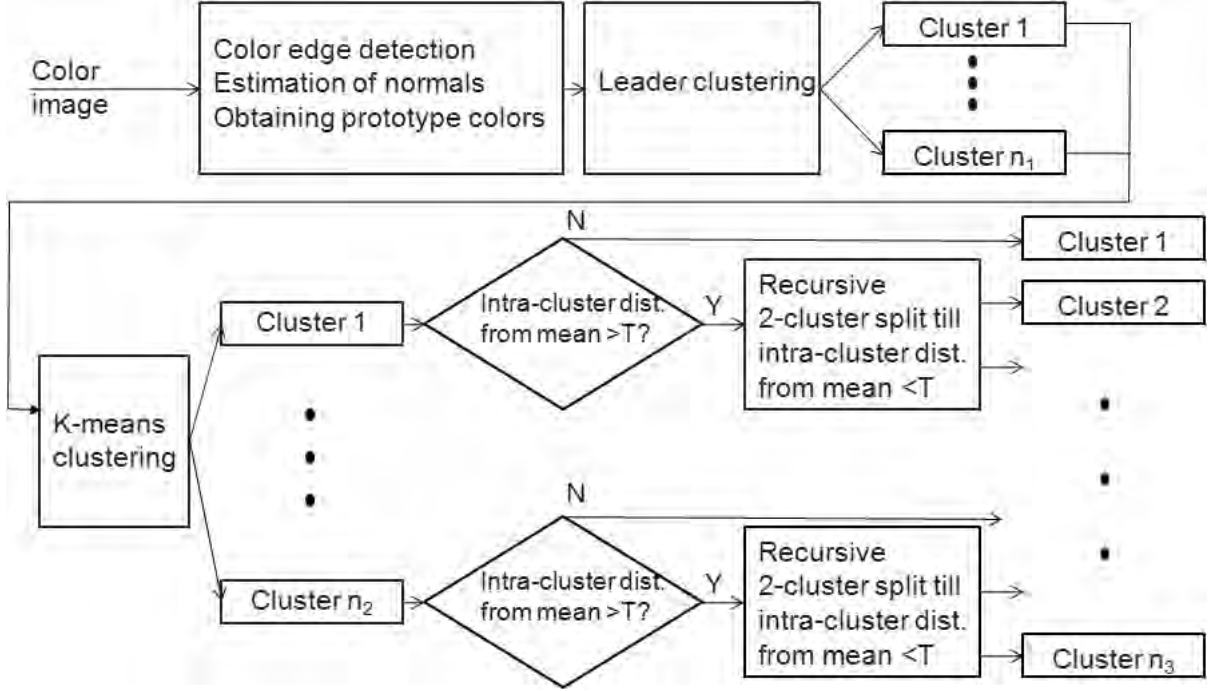 Color
image
Color edge detection
Estimation of normals
Obtaining prototype colors
Leader clustering
Cluster 1
Cluster n₁
K-means
clustering
Cluster 1
Intra-cluster dist.
from mean >T?
N
Y
Recursive
2-cluster split till
intra-cluster dist.
from mean <T
Cluster 1
Cluster 2
Cluster n₂
Intra-cluster dist.
from mean >T?
N
Y
Recursive
2-cluster split till
intra-cluster dist.
from mean <T
Cluster n₃